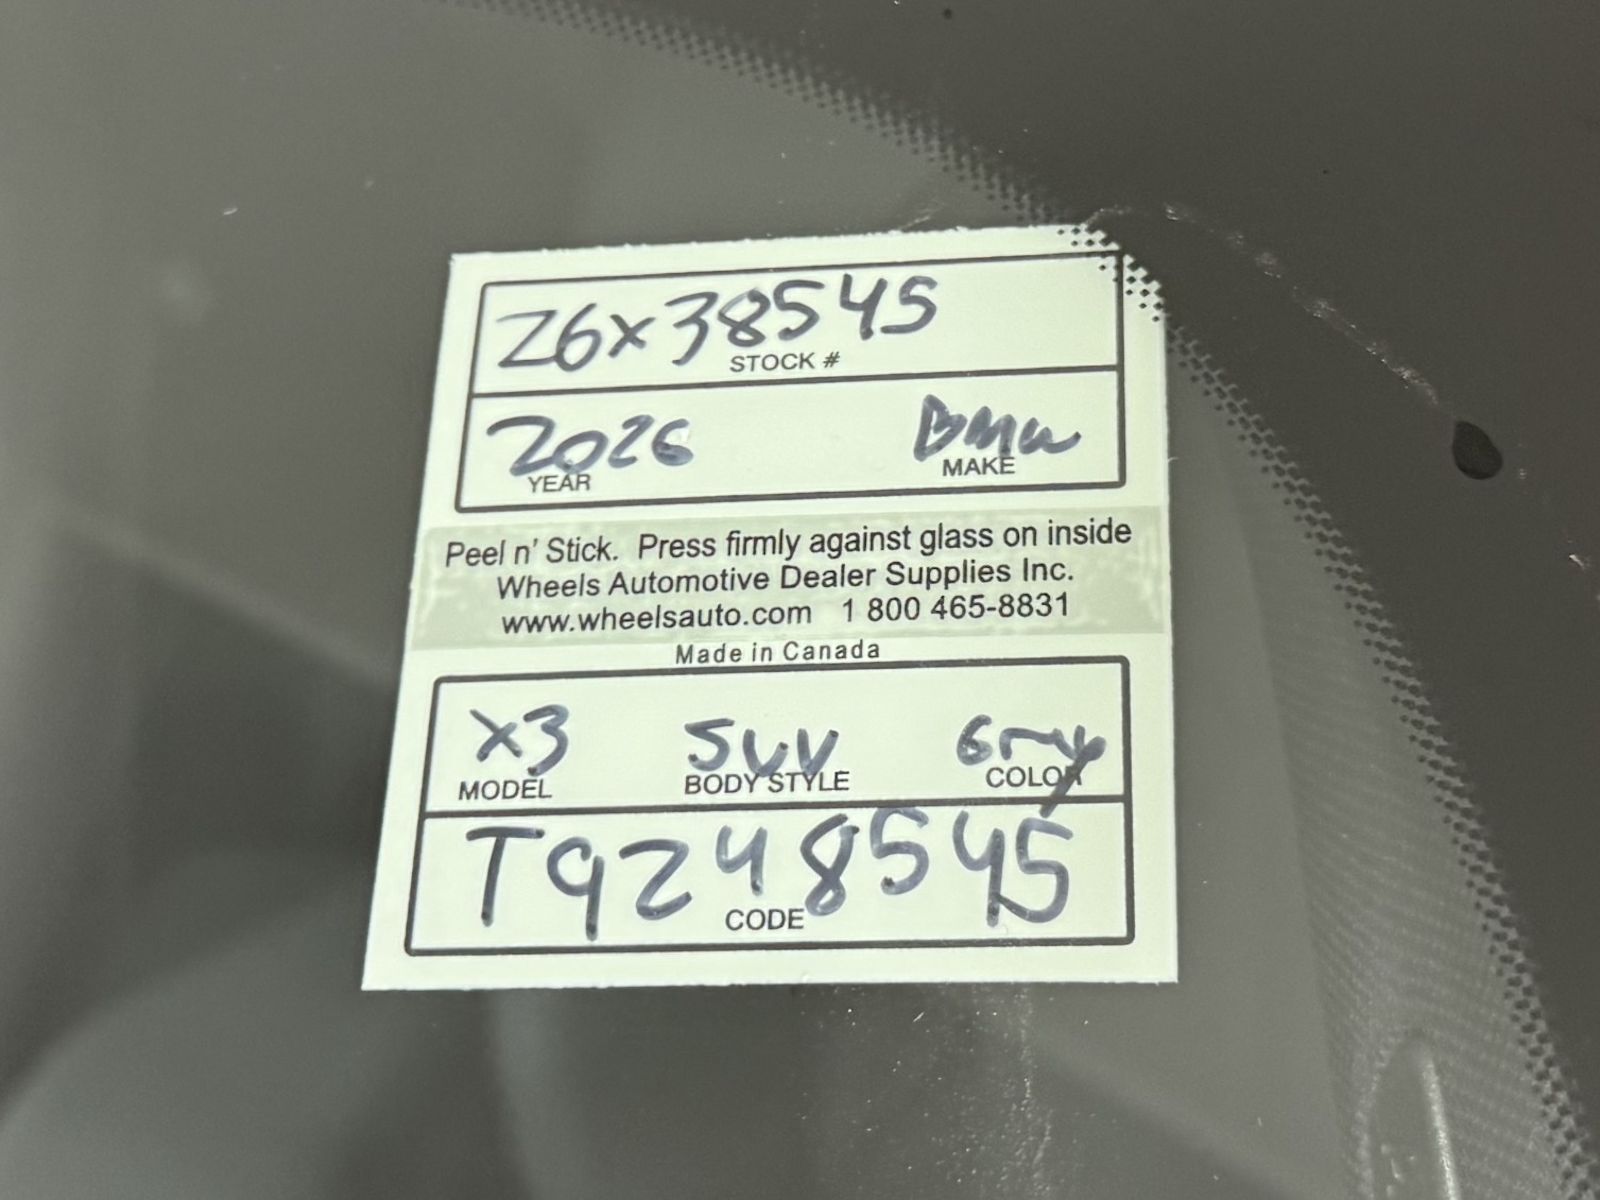 Z6x38545
STOCK #
2026 BMW
YEAR MAKE
Peel n' Stick. Press firmly against glass on inside
Wheels Automotive Dealer Supplies Inc.
www.wheelsauto.com 1 800 465-8831
Made in Canada
X3 SUV Gray
MODEL BODY STYLE COLOR
T9248545
CODE